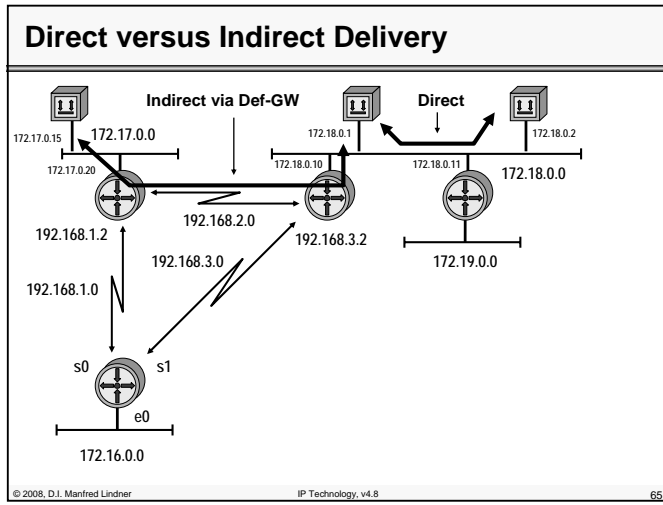 Direct versus Indirect Delivery
Indirect via Def-GW
Direct
172.17.0.15
172.17.0.0
172.18.0.1
172.18.0.2
172.17.0.20
172.18.0.10
172.18.0.11
172.18.0.0
192.168.2.0
192.168.1.2
192.168.3.2
192.168.3.0
172.19.0.0
192.168.1.0
s0
s1
e0
172.16.0.0
© 2008, D.I. Manfred Lindner
IP Technology, v4.8
65